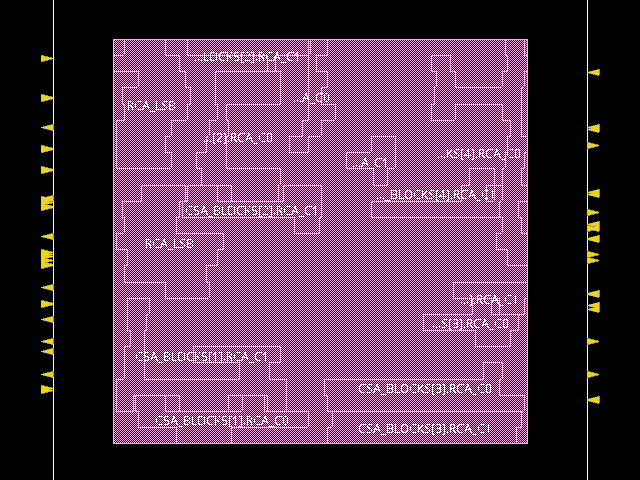 ..LOCKS[2].RCA_C1
..A_C0
RCA_LSB
[2].RCA_C0
..A_C1
..KS[4].RCA_C0
..BLOCKS[4].RCA_C1
CSA_BLOCKS[2].RCA_C1
RCA_LSB
...].RCA_C1
...S[3].RCA_C0
CSA_BLOCKS[1].RCA_C1
CSA_BLOCKS[3].RCA_C0
CSA_BLOCKS[1].RCA_C0
CSA_BLOCKS[3].RCA_C1